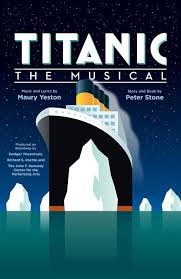 TITANIC
THE MUSICAL
Music and Lyrics by
Maury Yeston
Story and Book by
Peter Stone
Produced on
Broadway by
Dodger Theatricals,
Richard S. Pechter and
The John F. Kennedy
Center for the
Performing Arts